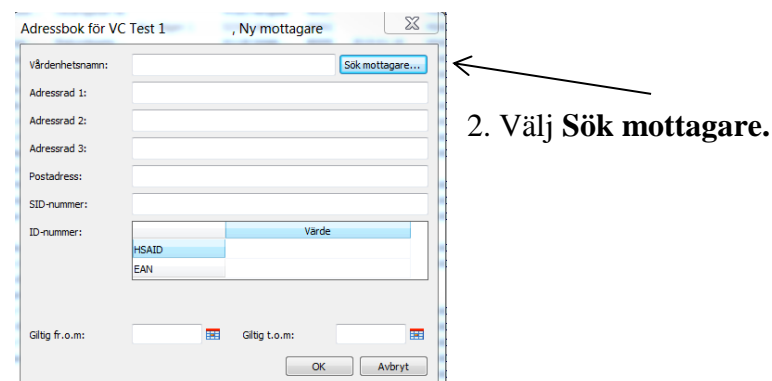 Adressbok för VC Test 1 , Ny mottagare
Vårdenhetsnamn: Sök mottagare...
Adressrad 1:
2. Välj Sök mottagare.
Adressrad 2:
Adressrad 3:
Postadress:
SID-nummer:
ID-nummer: Värde
HSAID
EAN
Giltig fr.o.m: Giltig t.o.m:
OK Avbryt